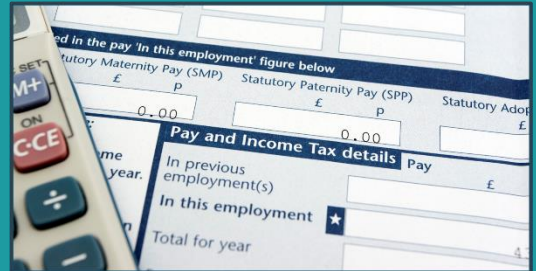 ed in the pay 'In this employment' figure below
tutory Maternity Pay (SMP)
£ p
0.00
Statutory Paternity Pay (SPP)
£ p
0.00
Statutory Adop
£
SET
M+
ON
C·CE
÷
me
year.
Pay and Income Tax details
Pay
£
In previous
employment(s)
In this employment ★
Total for year